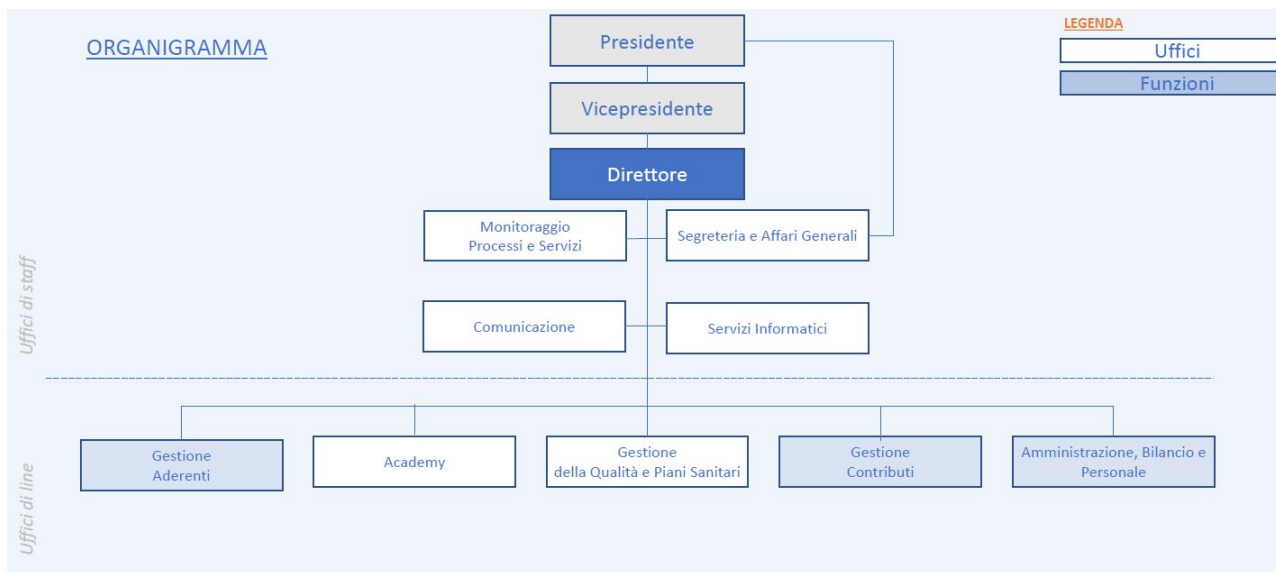 ORGANIGRAMMA
LEGENDA
Uffici
Funzioni
Presidente
Vicepresidente
Direttore
Monitoraggio
Processi e Servizi
Segreteria e Affari Generali
Comunicazione
Servizi Informatici
Uffici di staff
Gestione
Aderenti
Academy
Gestione
della Qualità e Piani Sanitari
Gestione
Contributi
Amministrazione, Bilancio e
Personale
Uffici di line